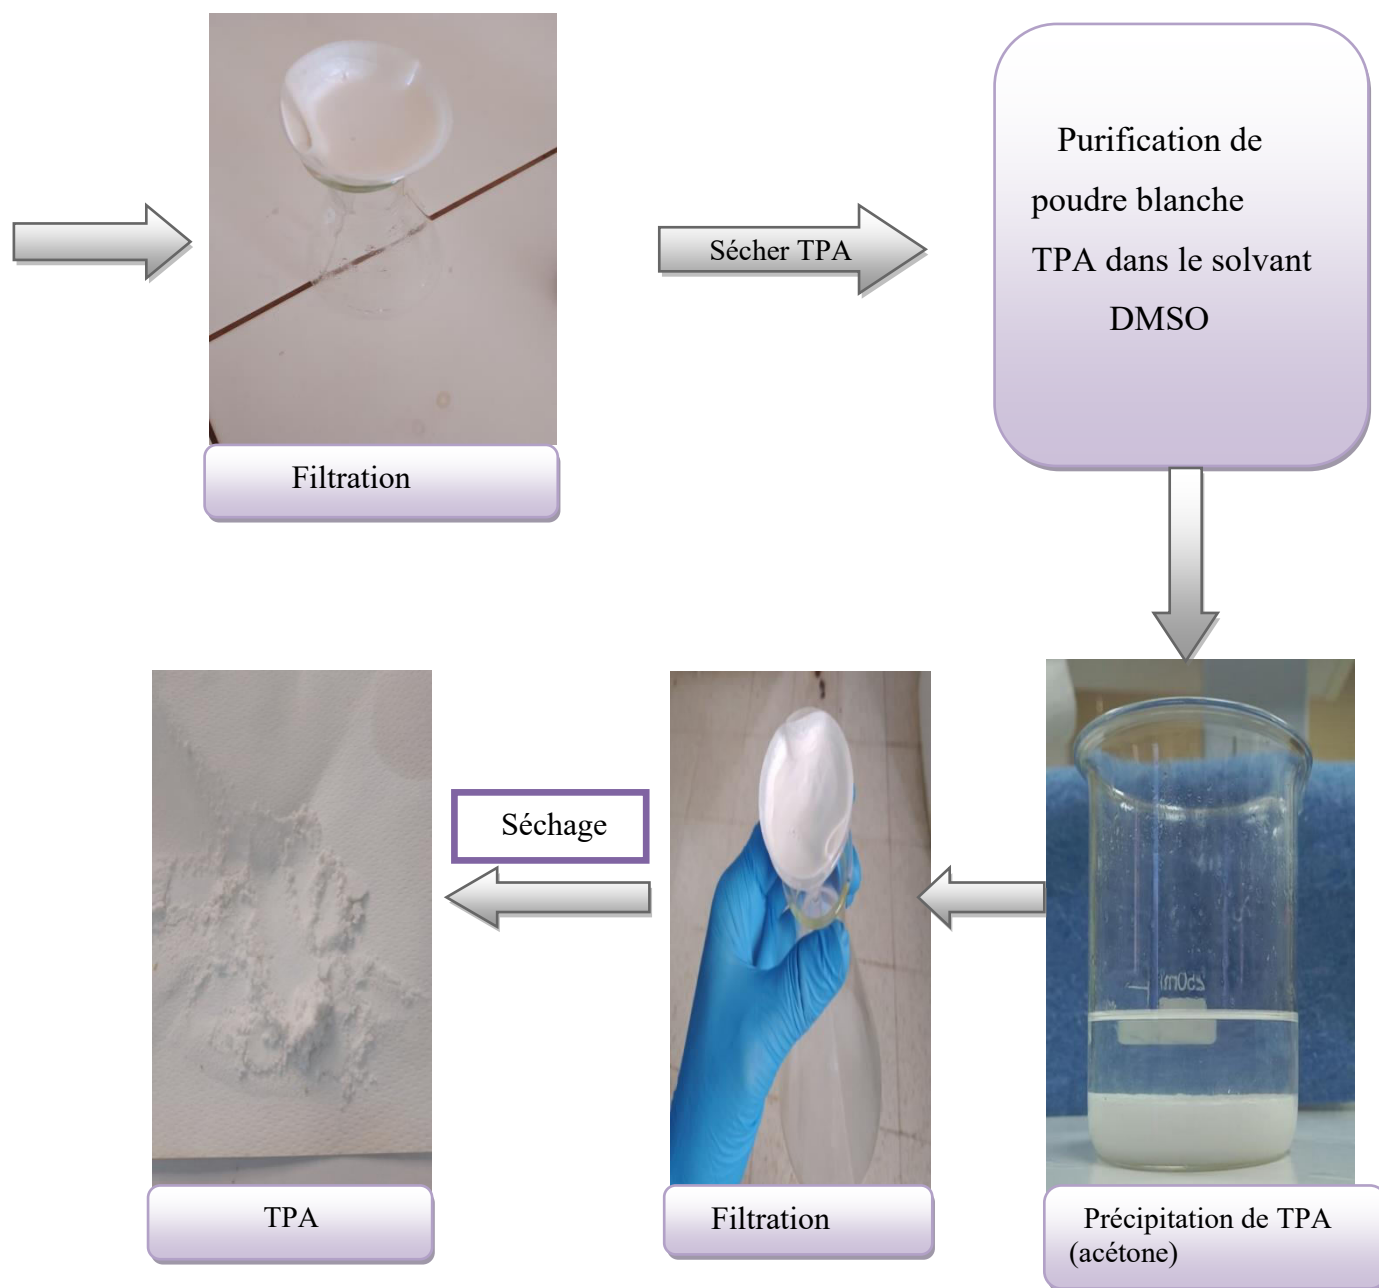 Filtration
Sécher TPA
Purification de
poudre blanche
TPA dans le solvant
DMSO
250ml
Précipitation de TPA
(acétone)
Filtration
Séchage
TPA